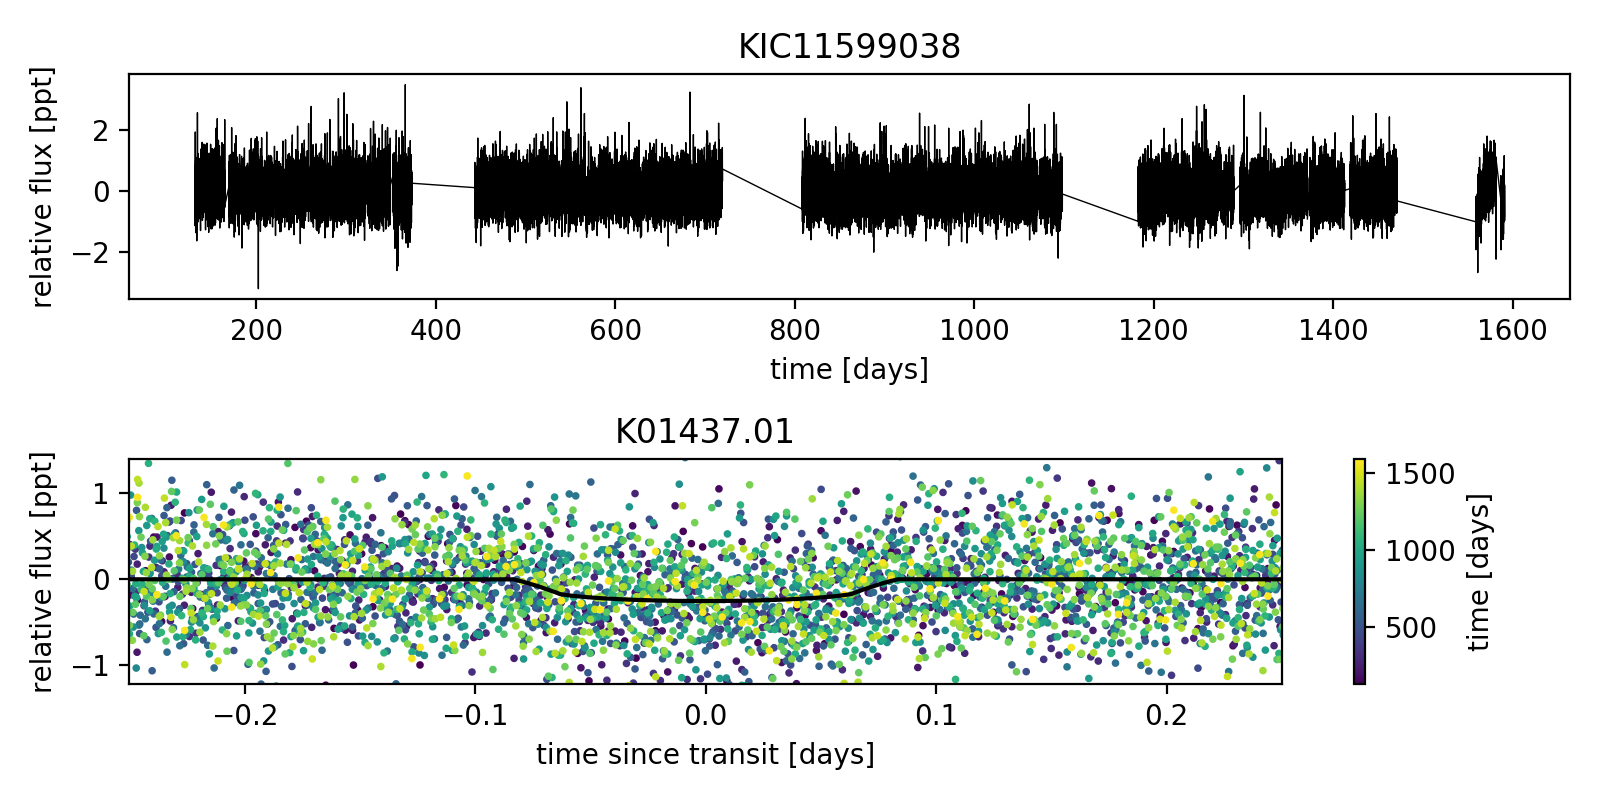 KIC11599038
relative flux [ppt]
2
0
−2
200 400 600 800 1000 1200 1400 1600
time [days]
K01437.01
relative flux [ppt]
1
0
−1
−0.2 −0.1 0.0 0.1 0.2
time since transit [days]
1500
1000
500
time [days]